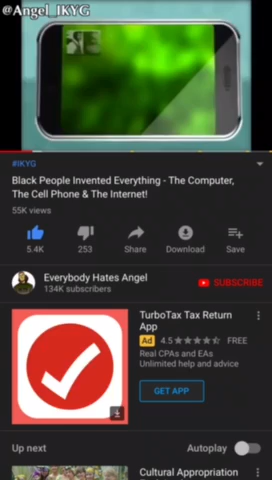 @Angel_IKYG
#IKYG
Black People Invented Everything - The Computer,
The Cell Phone & The Internet!
55K views
5.4K
253
Share
Download
Save
Everybody Hates Angel
134K subscribers
SUBSCRIBE
TurboTax Tax Return
App
Ad 4.5 FREE
Real CPAs and EAs
Unlimited help and advice
GET APP
Up next
Autoplay
Cultural Appropriation